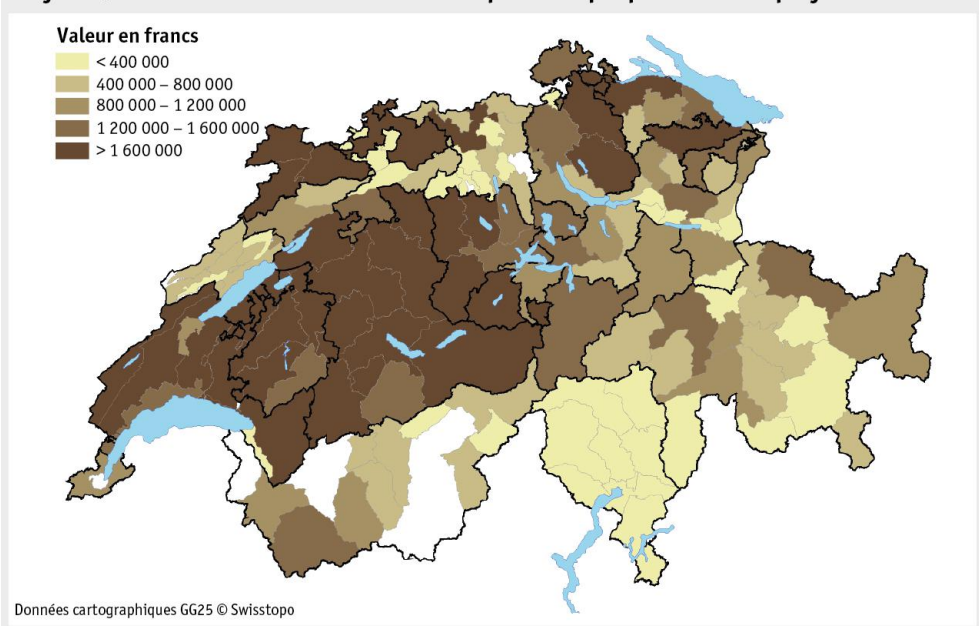 Valeur en francs
< 400 000
400 000 – 800 000
800 000 – 1 200 000
1 200 000 – 1 600 000
> 1 600 000
Données cartographiques GG25 © Swisstopo